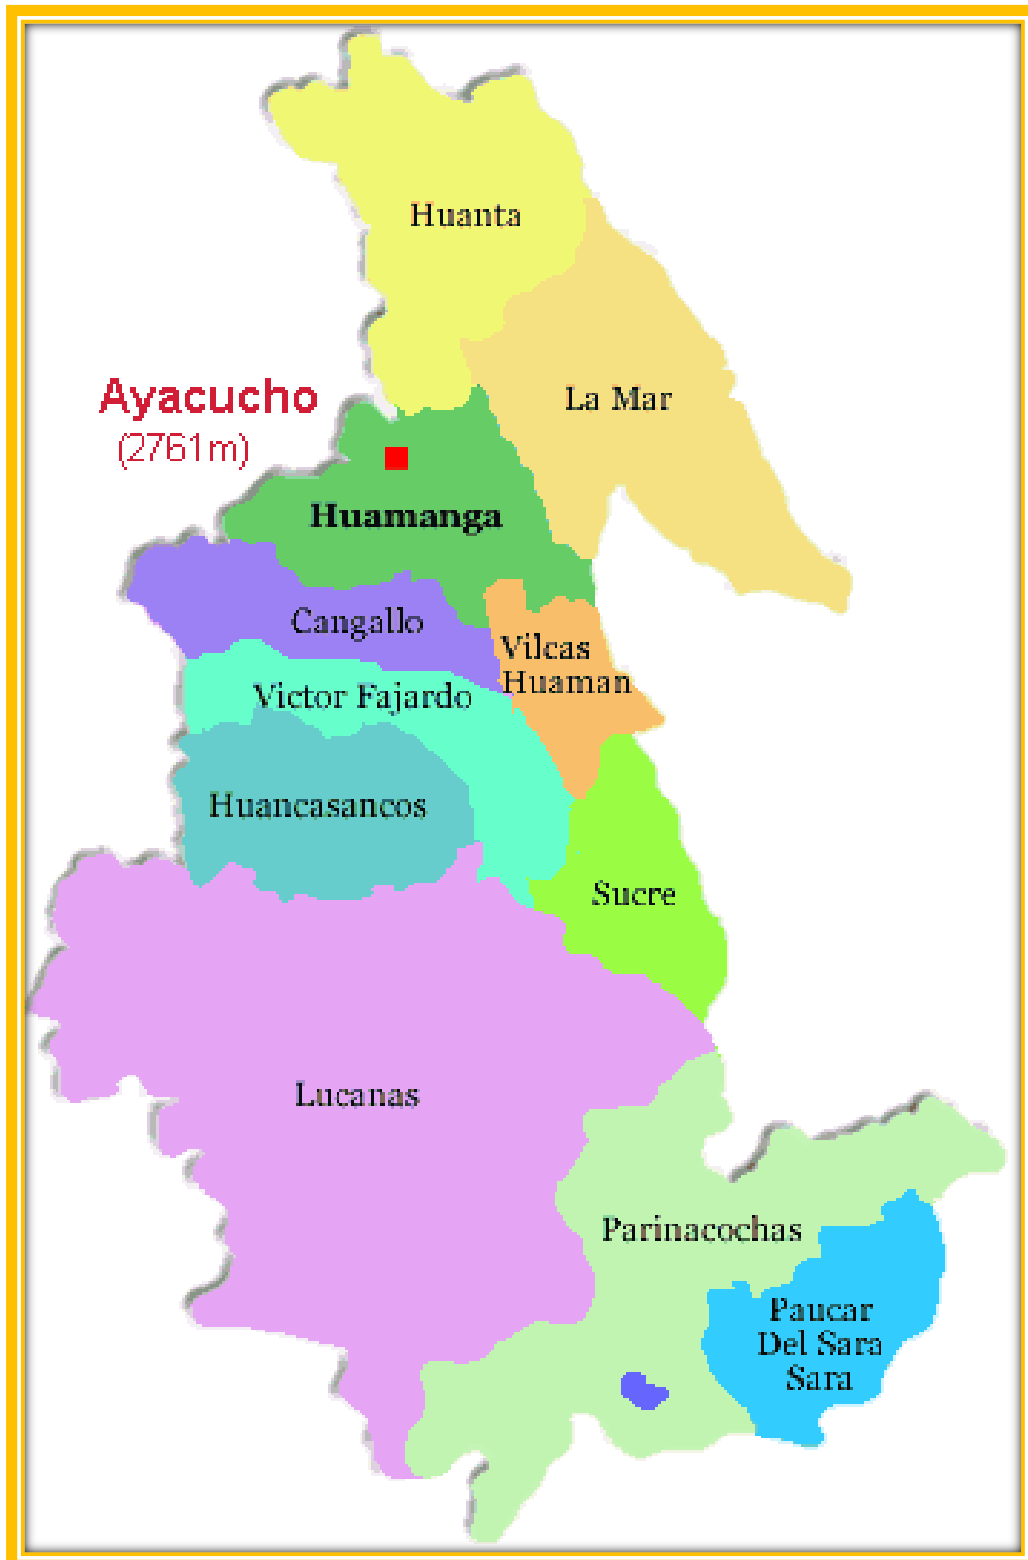 Huanta
Ayacucho
(2761m)
La Mar
Huamanga
Cangallo
Vilcas
Huaman
Victor Fajardo
Huancasancos
Sucre
Lucanas
Parinacochas
Paucar
Del Sara
Sara